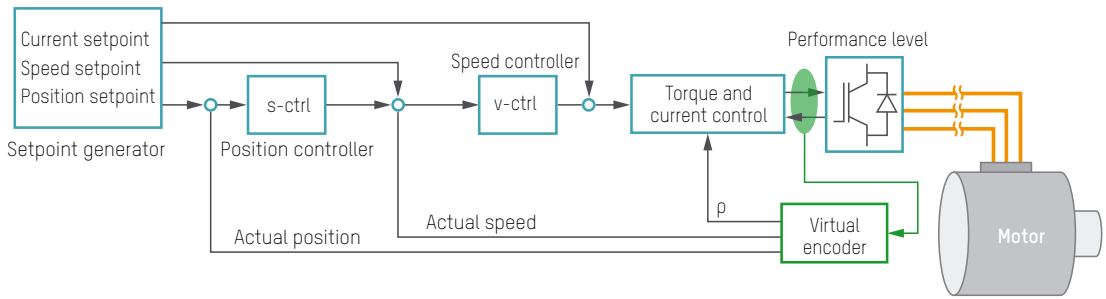 Current setpoint
Speed setpoint
Position setpoint
Setpoint generator
s-ctrl
Position controller
Speed controller
v-ctrl
Torque and
current control
Performance level
ρ
Actual speed
Actual position
Virtual
encoder
Motor